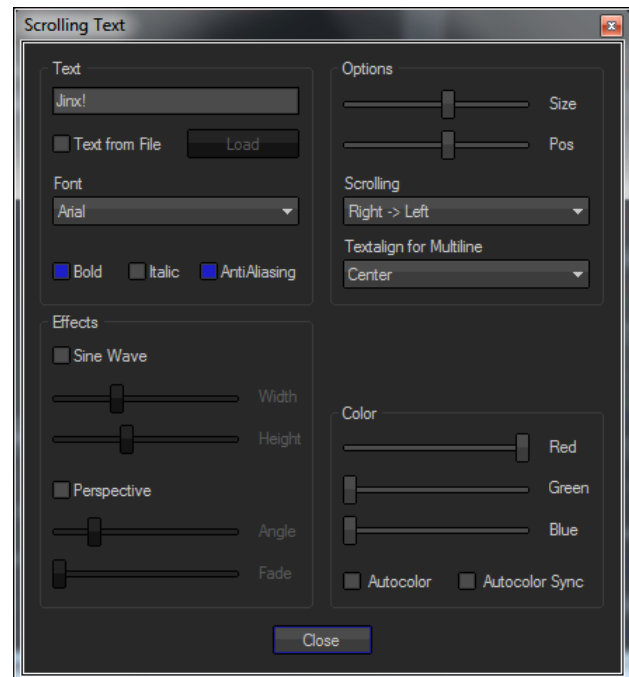 Scrolling Text
Text
Jinx!
Text from File
Load
Font
Arial
Bold
Italic
AntiAliasing
Options
Size
Pos
Scrolling
Right -> Left
Textalign for Multiline
Center
Effects
Sine Wave
Width
Height
Perspective
Angle
Fade
Color
Red
Green
Blue
Autocolor
Autocolor Sync
Close